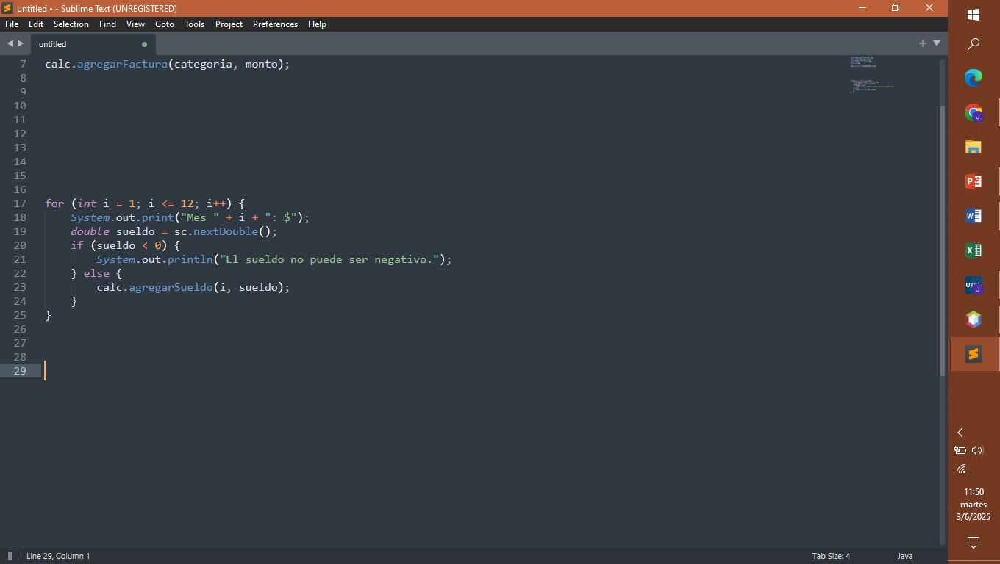 untitled • - Sublime Text (UNREGISTERED)
File Edit Selection Find View Goto Tools Project Preferences Help
untitled
7 calc.agregarFactura(categoria, monto);
8
9
10
11
12
13
14
15
16
17 for (int i = 1; i <= 12; i++) {
18 System.out.print("Mes " + i + ": $");
19 double sueldo = sc.nextDouble();
20 if (sueldo < 0) {
21 System.out.println("El sueldo no puede ser negativo.");
22 } else {
23 calc.agregarSueldo(i, sueldo);
24 }
25 }
26
27
28
29
Line 29, Column 1
Tab Size: 4
Java
J
P
W
X
J
11:50
martes
3/6/2025